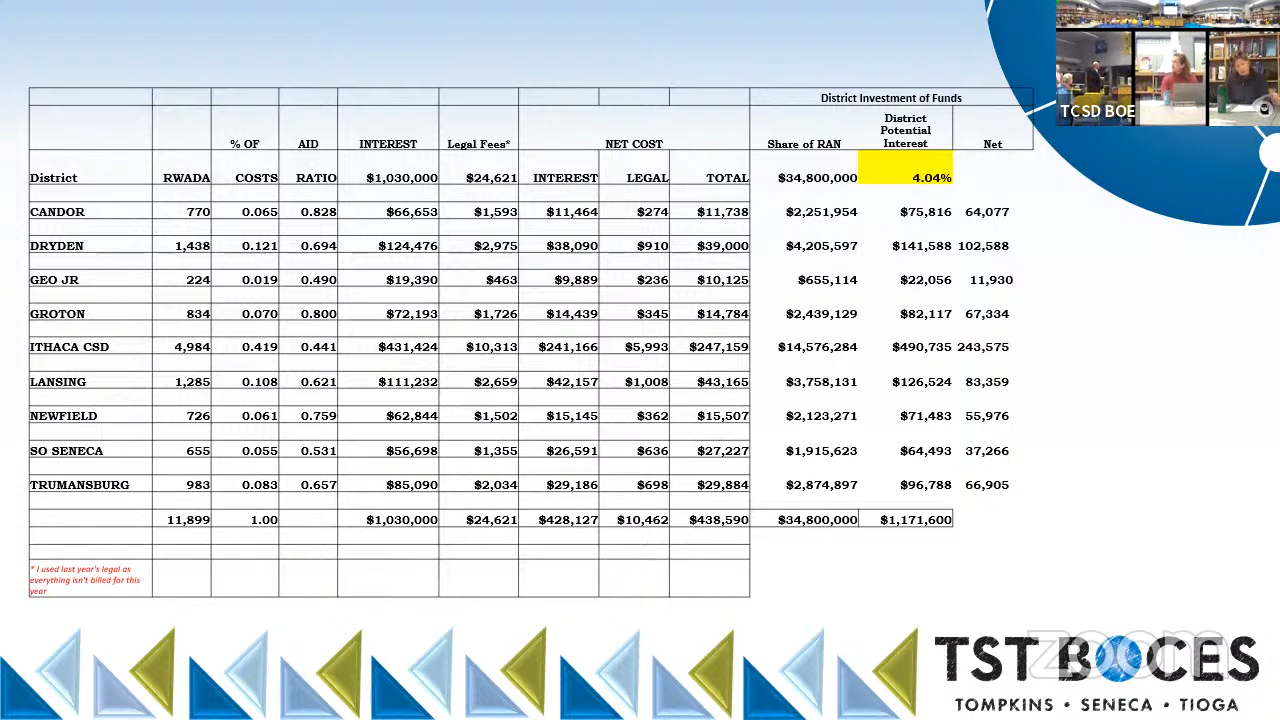 District Investment of Funds
% OF AID INTEREST Legal Fees* NET COST Share of RAN District Potential Interest Net
District RWADA COSTS RATIO $1,030,000 $24,621 INTEREST LEGAL TOTAL $34,800,000 4.04%
CANDOR 770 0.065 0.828 $66,653 $1,593 $11,464 $274 $11,738 $2,251,954 $75,816 64,077
DRYDEN 1,438 0.121 0.694 $124,476 $2,975 $38,090 $910 $39,000 $4,205,597 $141,588 102,588
GEO JR 224 0.019 0.490 $19,390 $463 $9,889 $236 $10,125 $655,114 $22,056 11,930
GROTON 834 0.070 0.800 $72,193 $1,726 $14,439 $345 $14,784 $2,439,129 $82,117 67,334
ITHACA CSD 4,984 0.419 0.441 $431,424 $10,313 $241,166 $5,993 $247,159 $14,576,284 $490,735 243,575
LANSING 1,285 0.108 0.621 $111,232 $2,659 $42,157 $1,008 $43,165 $3,758,131 $126,524 83,359
NEWFIELD 726 0.061 0.759 $62,844 $1,502 $15,145 $362 $15,507 $2,123,271 $71,483 55,976
SO SENECA 655 0.055 0.531 $56,698 $1,355 $26,591 $636 $27,227 $1,915,623 $64,493 37,266
TRUMANSBURG 983 0.083 0.657 $85,090 $2,034 $29,186 $698 $29,884 $2,874,897 $96,788 66,905
11,899 1.00 $1,030,000 $24,621 $428,127 $10,462 $438,590 $34,800,000 $1,171,600
* I used last year's legal as
everything isn't billed for this
year
TCSD BOE
TST BOCES
zoom
TOMPKINS • SENECA • TIOGA